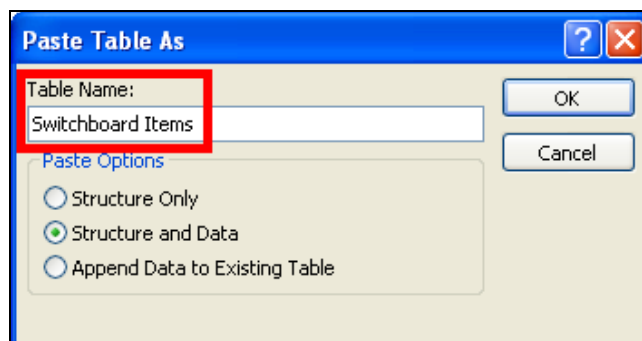 Paste Table As
Table Name:
OK
Switchboard Items
Cancel
Paste Options
Structure Only
Structure and Data
Append Data to Existing Table